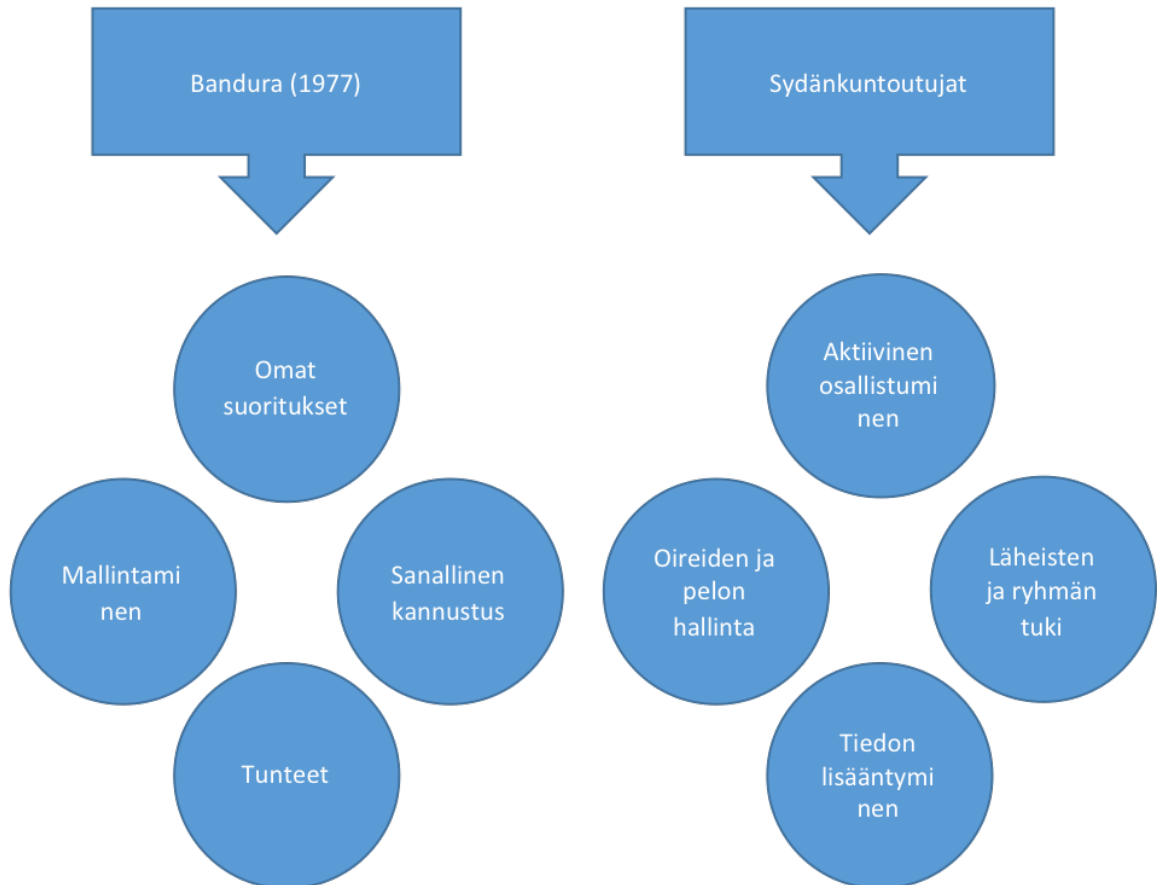 Bandura (1977)
Sydänkuntoutujat
Omat
suoritukset
Mallintami
nen
Sanallinen
kannustus
Tunteet
Aktiivinen
osallistumi
nen
Oireiden ja
pelon
hallinta
Läheisten
ja ryhmän
tuki
Tiedon
lisääntymi
nen